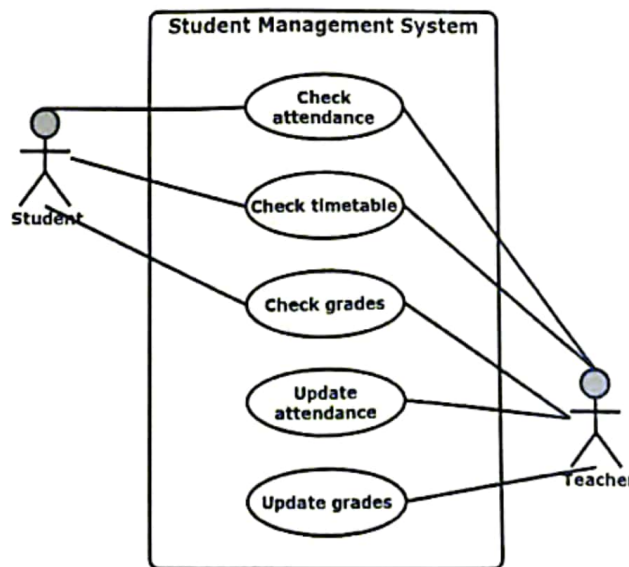 Student Management System
Check
attendance
Student
Check timetable
Check grades
Update
attendance
Teacher
Update grades